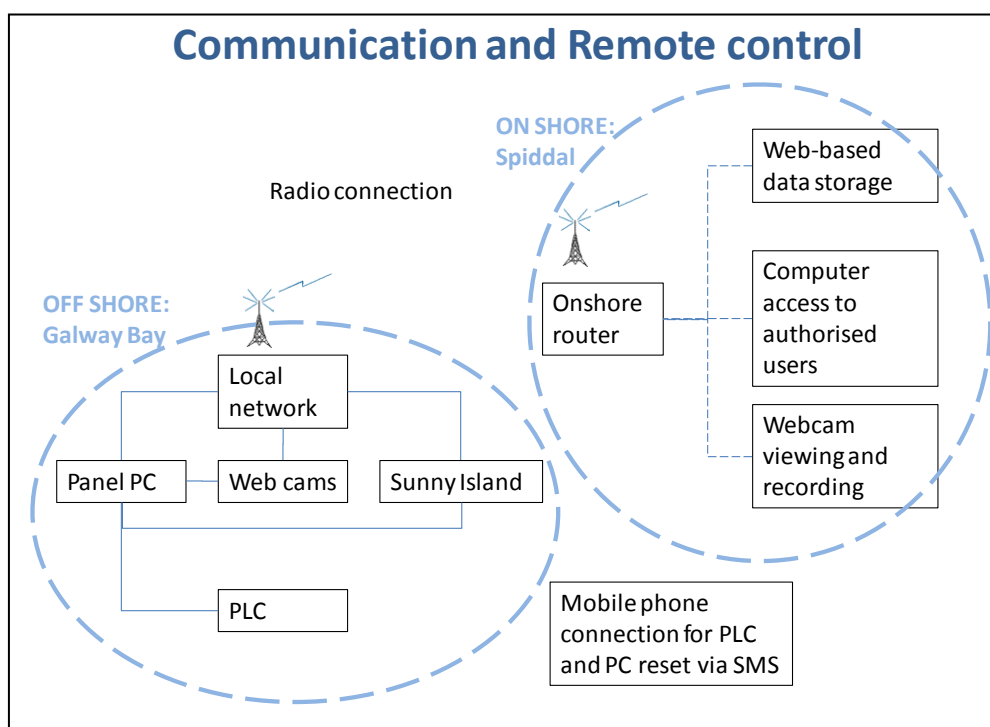 Communication and Remote control
ON SHORE:
Spiddal
Web-based
data storage
Radio connection
Computer
access to
authorised
users
Onshore
router
OFF SHORE:
Galway Bay
Local
network
Webcam
viewing and
recording
Panel PC
Web cams
Sunny Island
PLC
Mobile phone
connection for PLC
and PC reset via SMS